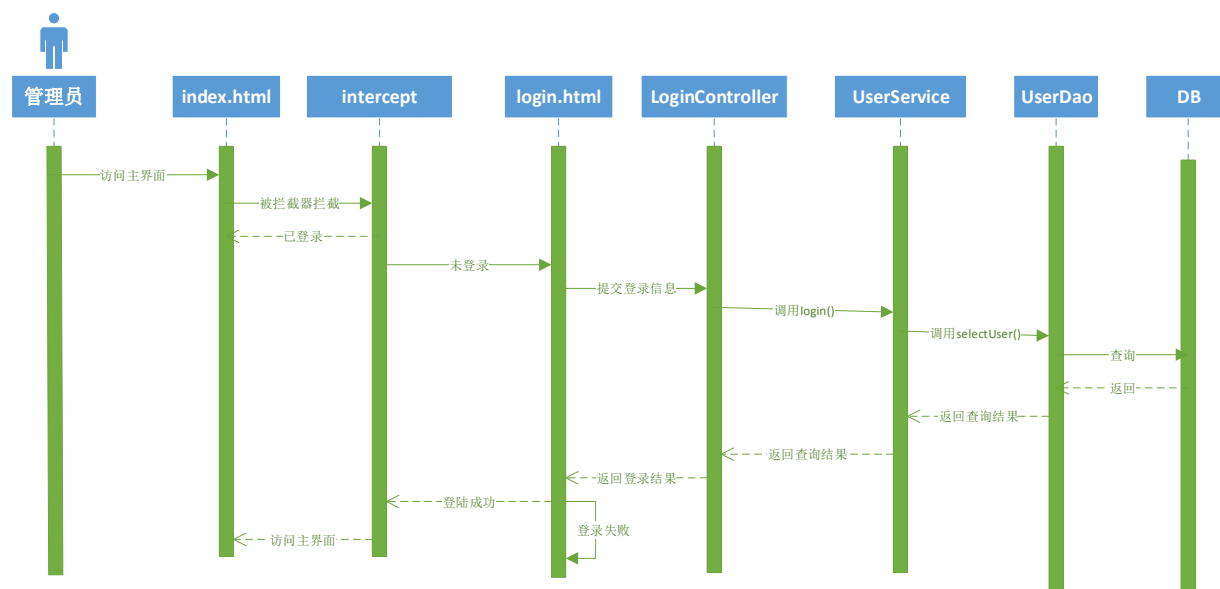 管理员
index.html
intercept
login.html
LoginController
UserService
UserDao
DB
访问主界面
被拦截器拦截
已登录
未登录
提交登录信息
调用login()
调用selectUser()
查询
返回
返回查询结果
返回查询结果
返回登录结果
登陆成功
登录失败
访问主界面